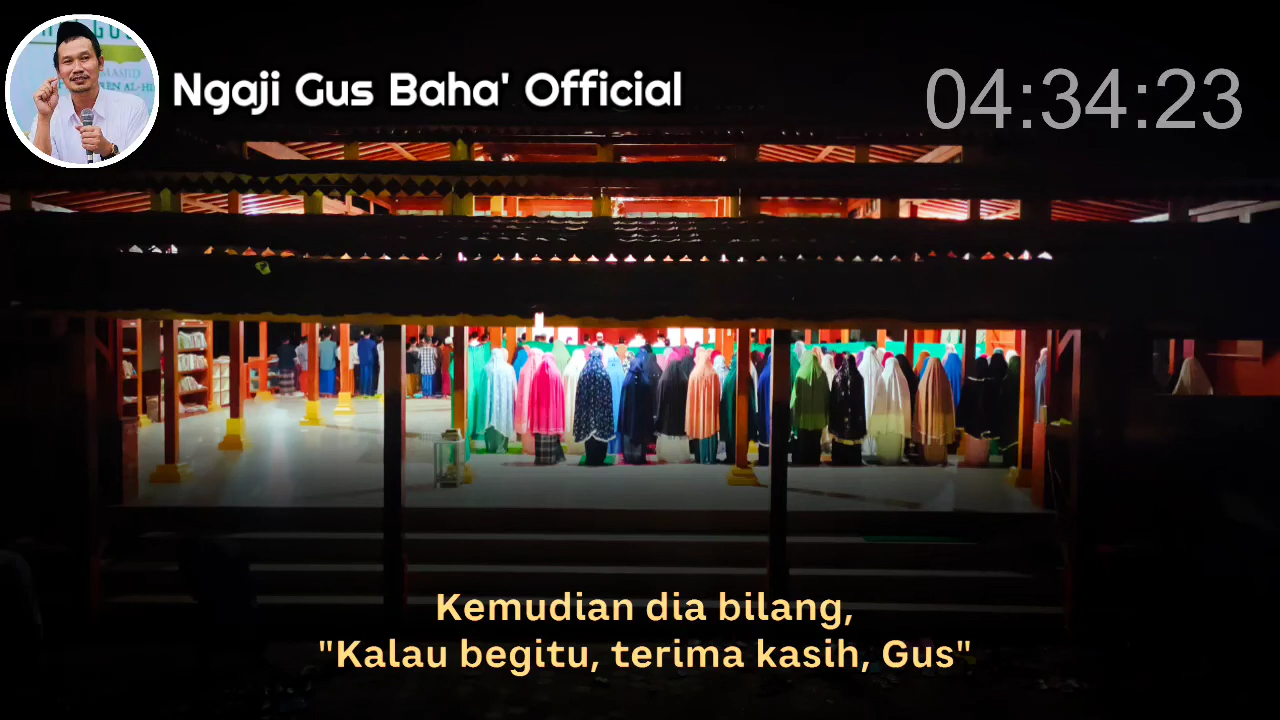 Ngaji Gus Baha' Official
04:34:23
Kemudian dia bilang,
"Kalau begitu, terima kasih, Gus"